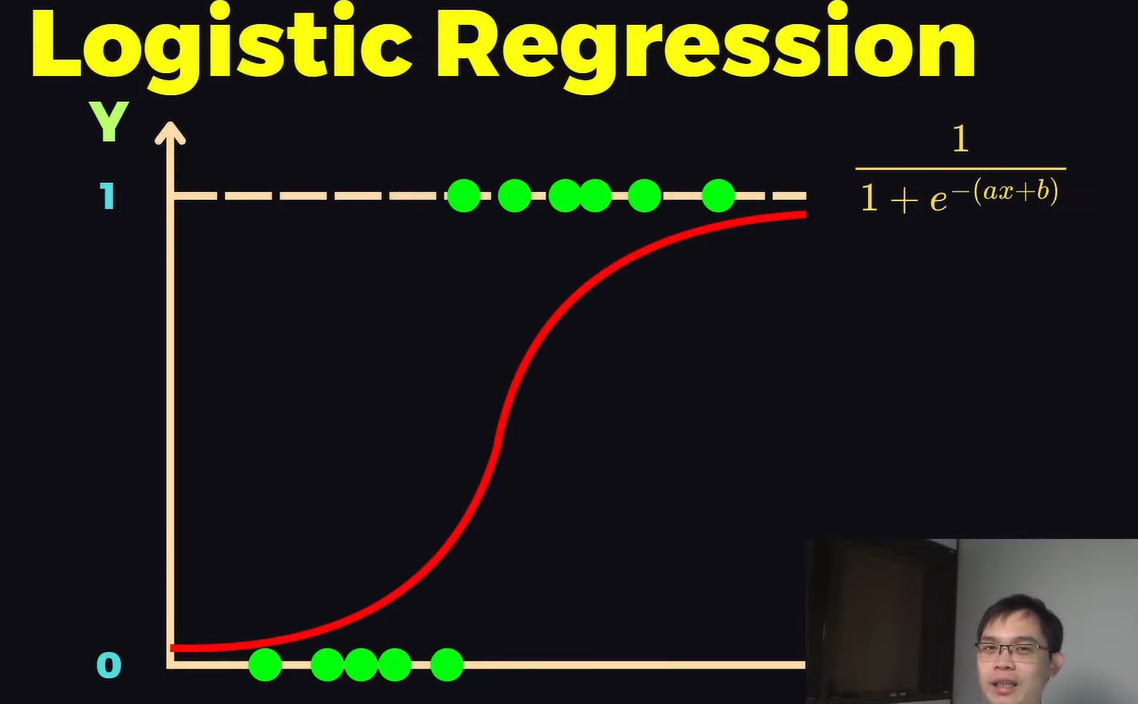 Logistic Regression
Y
1
0
1
1 + e^{-(ax+b)}